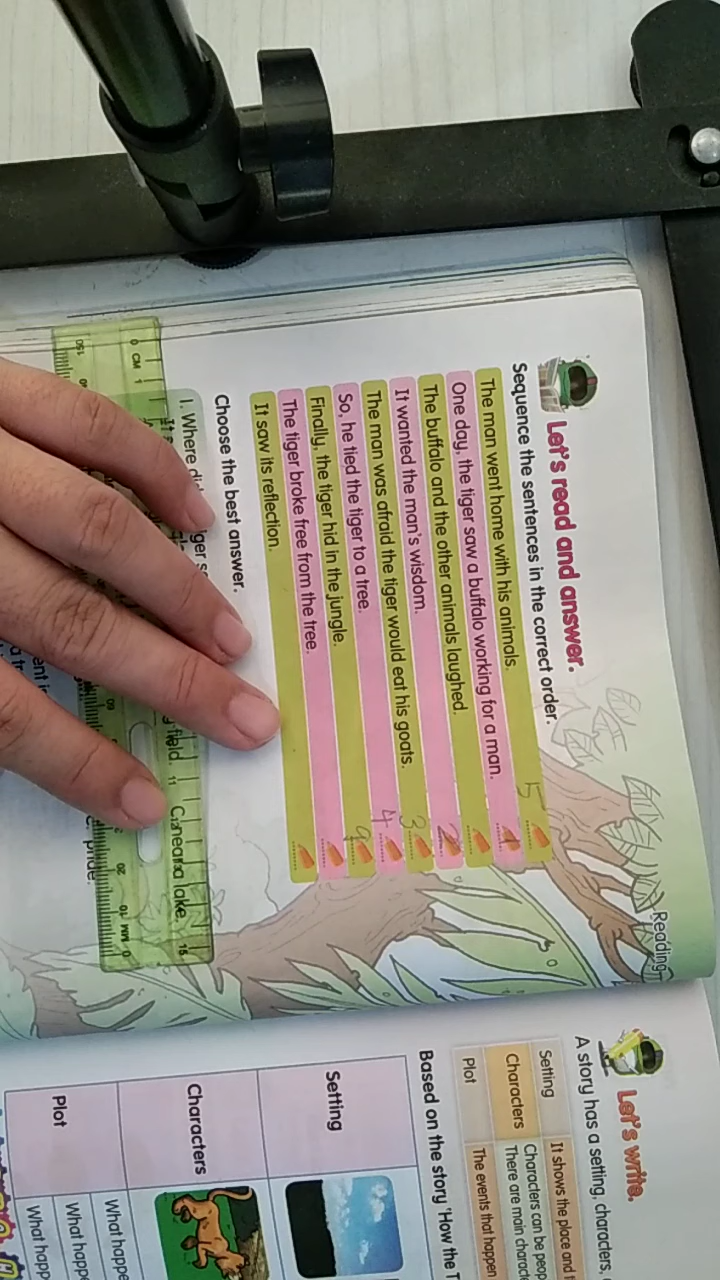 Reading
Let's read and answer.
Sequence the sentences in the correct order.
The man went home with his animals. 5
One day, the tiger saw a buffalo working for a man. 1
The buffalo and the other animals laughed.
It wanted the man's wisdom. 2
The man was afraid the tiger would eat his goats. 3
So, he tied the tiger to a tree. 4
Finally, the tiger hid in the jungle. 9
The tiger broke free from the tree.
It saw its reflection.
Choose the best answer.
1. Where
field.
near a lake.
pride.
Let's write.
A story has a setting, characters,
Setting It shows the place and
Characters Characters can be
There are main
Plot The events that happen
Based on the story 'How the T
Setting
Characters
Plot
What happe
What happ
What happ